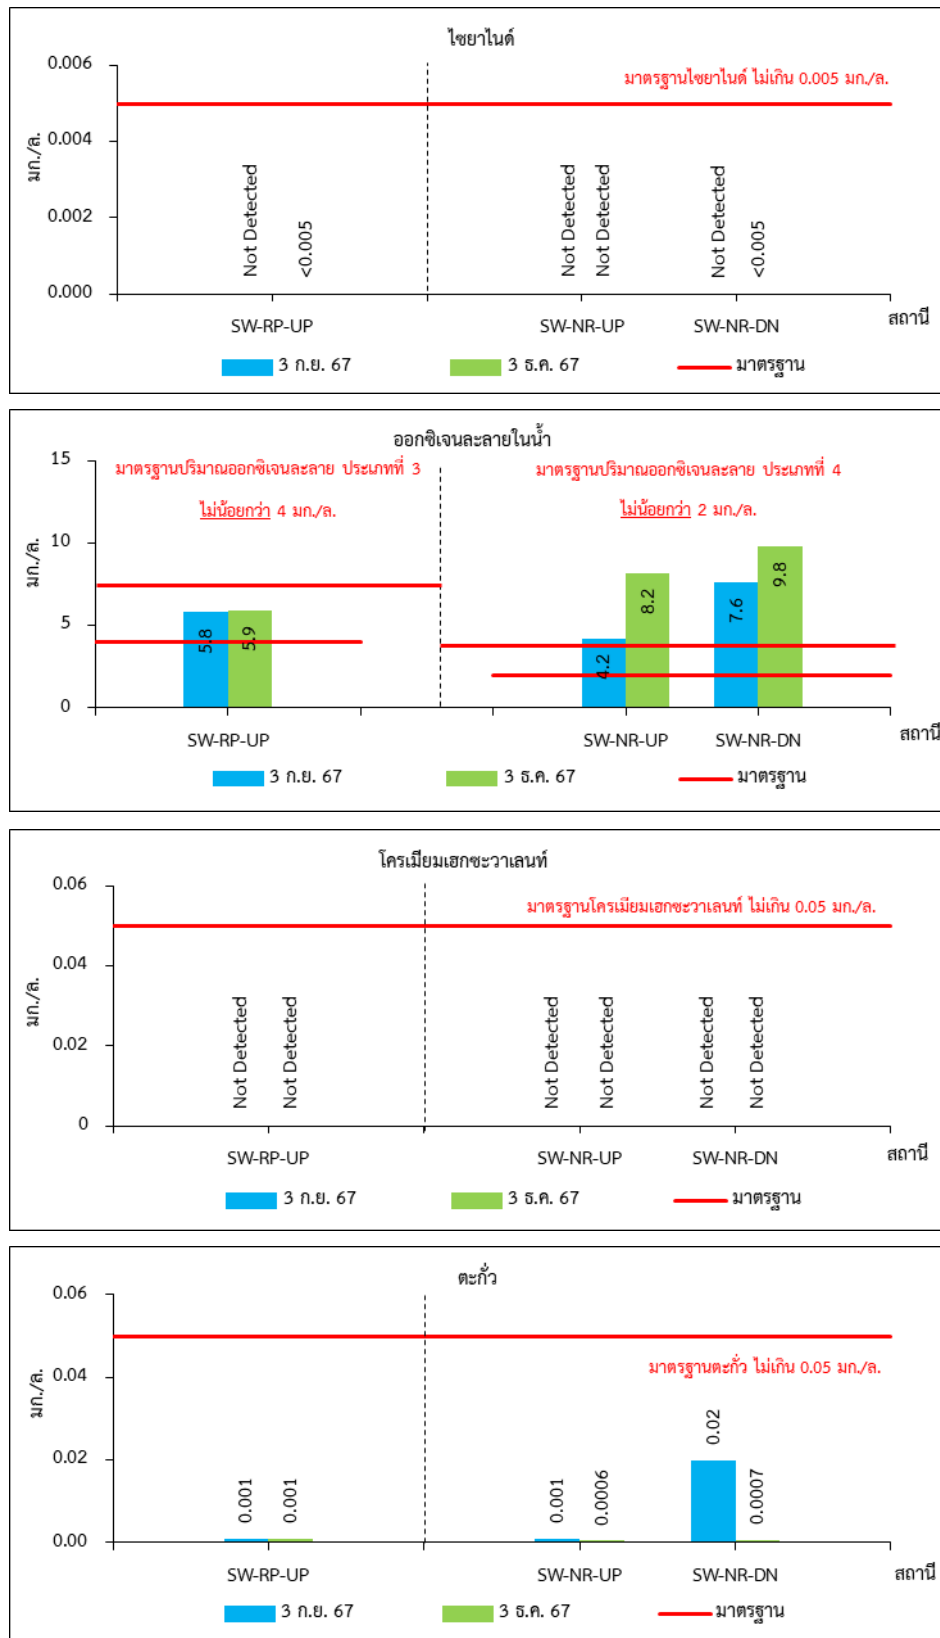 ไซยาไนด์
0.006
มาตรฐานไซยาไนด์ ไม่เกิน 0.005 มก./ล.
0.004
มก./ล.
0.002
0.000
Not Detected
<0.005
Not Detected
Not Detected
Not Detected
<0.005
SW-RP-UP
SW-NR-UP
SW-NR-DN
สถานี
3 ก.ย. 67
3 ธ.ค. 67
มาตรฐาน
ออกซิเจนละลายในน้ำ
15
มาตรฐานปริมาณออกซิเจนละลาย ประเภทที่ 3
ไม่น้อยกว่า 4 มก./ล.
มาตรฐานปริมาณออกซิเจนละลาย ประเภทที่ 4
ไม่น้อยกว่า 2 มก./ล.
10
มก./ล.
5
0
5.8
5.9
4.2
8.2
7.6
9.8
SW-RP-UP
SW-NR-UP
SW-NR-DN
สถานี
3 ก.ย. 67
3 ธ.ค. 67
มาตรฐาน
โครเมียมเฮกซะวาเลนท์
0.06
มาตรฐานโครเมียมเฮกซะวาเลนท์ ไม่เกิน 0.05 มก./ล.
0.04
มก./ล.
0.02
0
Not Detected
Not Detected
Not Detected
Not Detected
Not Detected
Not Detected
SW-RP-UP
SW-NR-UP
SW-NR-DN
สถานี
3 ก.ย. 67
3 ธ.ค. 67
มาตรฐาน
ตะกั่ว
0.06
มาตรฐานตะกั่ว ไม่เกิน 0.05 มก./ล.
0.04
มก./ล.
0.02
0.00
0.001
0.001
0.001
0.0006
0.02
0.0007
SW-RP-UP
SW-NR-UP
SW-NR-DN
สถานี
3 ก.ย. 67
3 ธ.ค. 67
มาตรฐาน